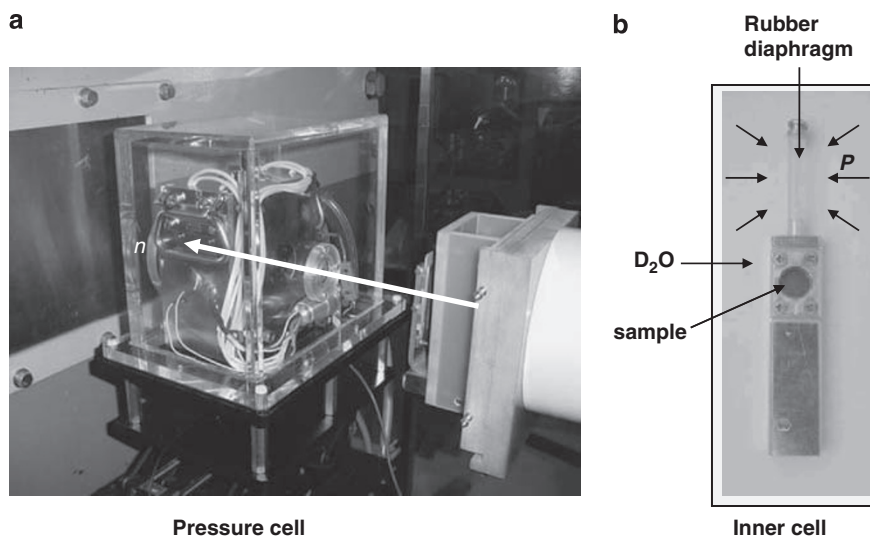 a
n
Pressure cell
b
Rubber
diaphragm
P
D₂O
sample
Inner cell